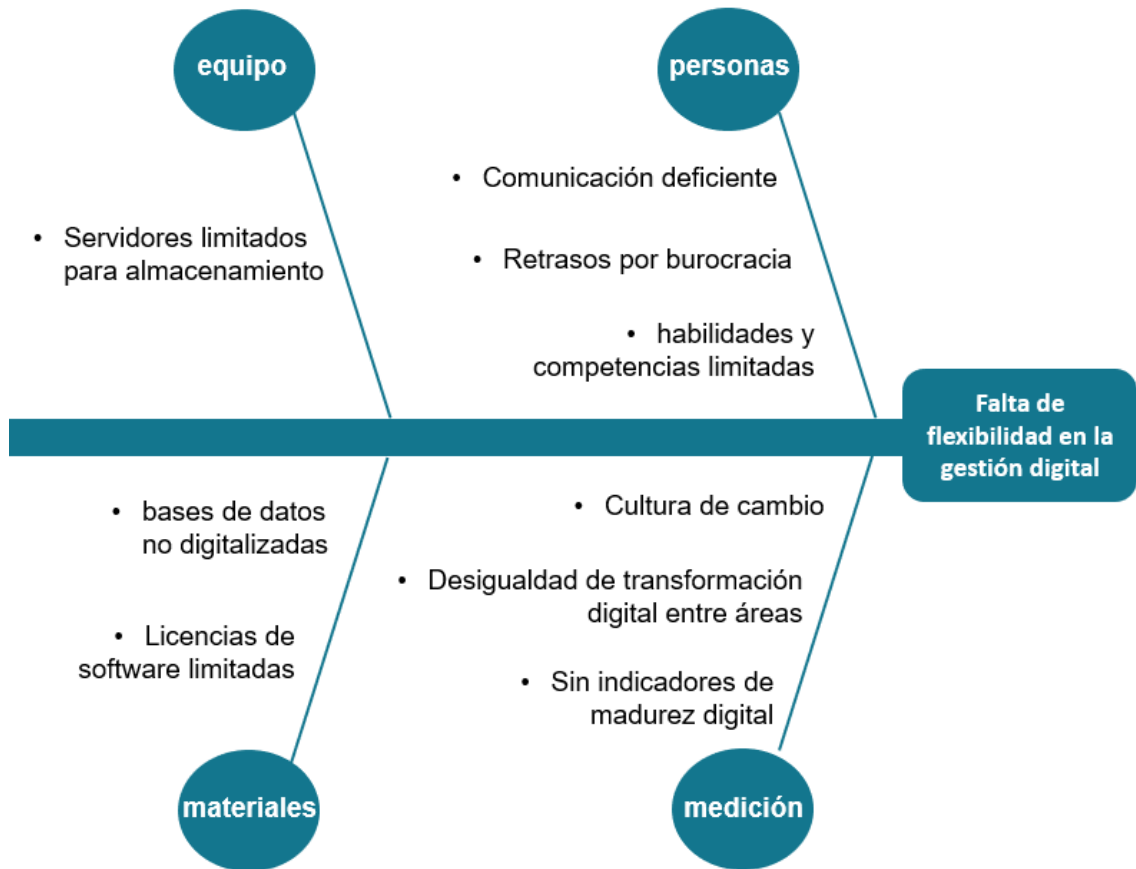 equipo
personas
• Comunicación deficiente
• Servidores limitados
para almacenamiento
• Retrasos por burocracia
• habilidades y
competencias limitadas
Falta de
flexibilidad en la
gestión digital
• bases de datos
no digitalizadas
• Cultura de cambio
• Desigualdad de transformación
digital entre áreas
• Licencias de
software limitadas
• Sin indicadores de
madurez digital
materiales
medición